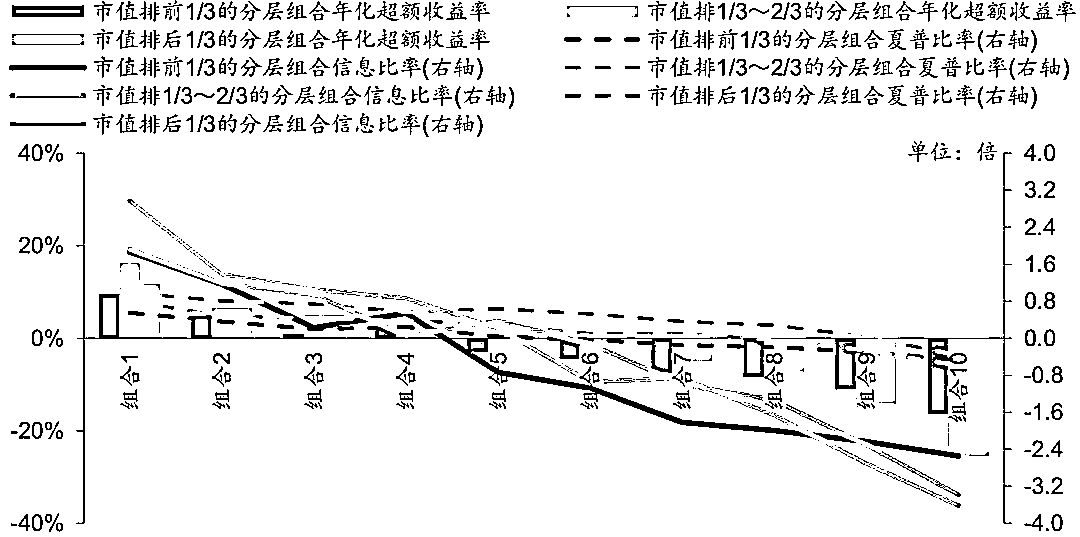 市值排前1/3的分层组合年化超额收益率
市值排1/3～2/3的分层组合年化超额收益率
市值排后1/3的分层组合年化超额收益率
市值排前1/3的分层组合夏普比率(右轴)
市值排前1/3的分层组合信息比率(右轴)
市值排1/3～2/3的分层组合夏普比率(右轴)
市值排1/3～2/3的分层组合信息比率(右轴)
市值排后1/3的分层组合夏普比率(右轴)
市值排后1/3的分层组合信息比率(右轴)
单位：倍
40%
20%
0%
-20%
-40%
4.0
3.2
2.4
1.6
0.8
0.0
-0.8
-1.6
-2.4
-3.2
-4.0
组合1
组合2
组合3
组合4
组合5
组合6
组合7
组合8
组合9
组合10